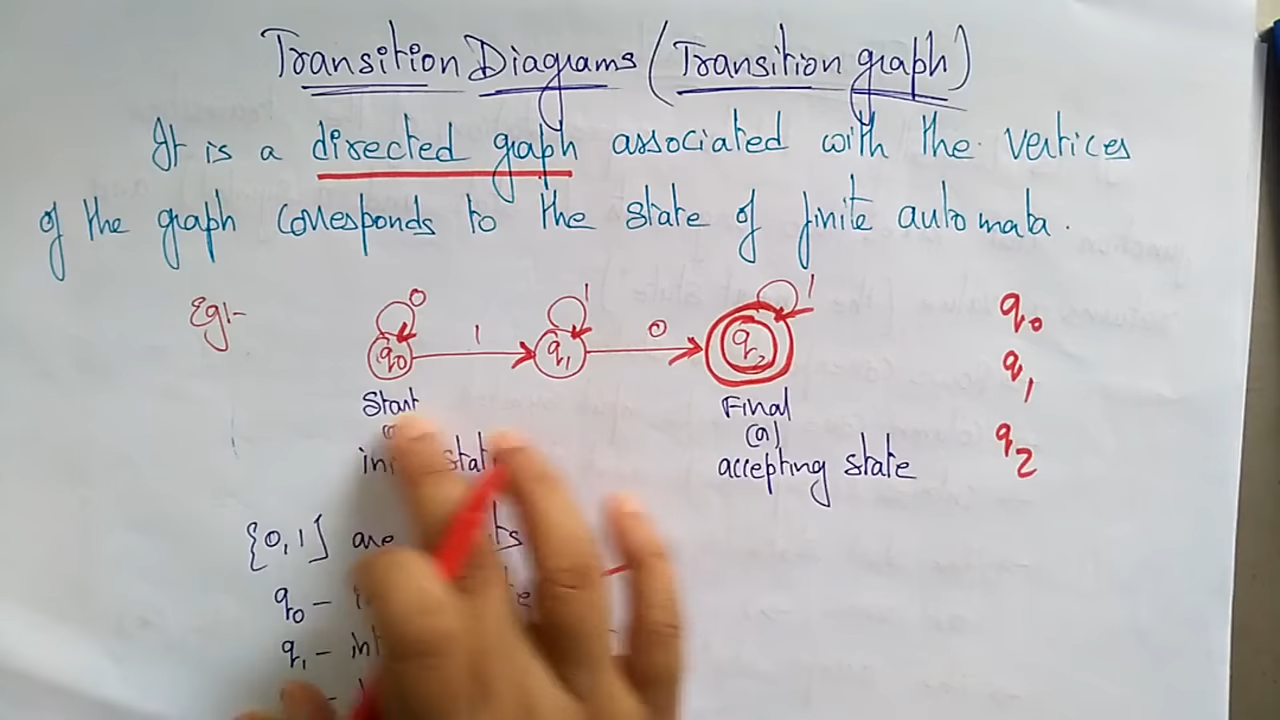 Transition Diagrams (Transition graph)
It is a directed graph associated with the vertices
of the graph corresponds to the state of finite automata.
Eg:-
0 1 1 0 1
q0 q1 q2
q0
q1
q2
Start Final
(a)
state accepting state
{0,1} are
q0 -
q1 -